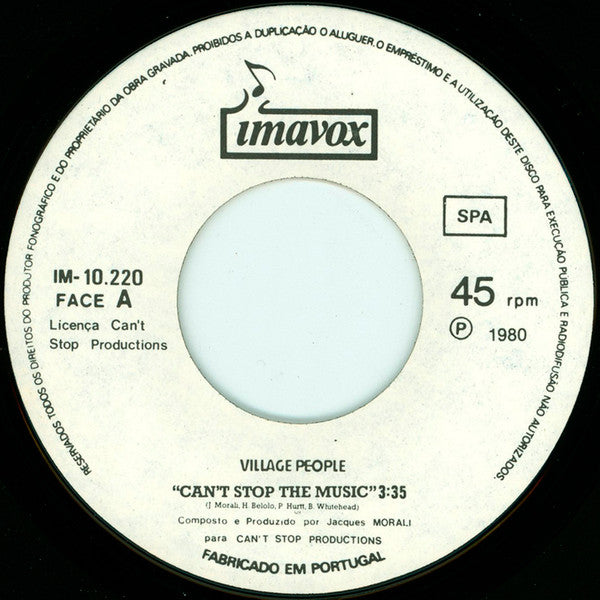 RESERVADOS TODOS OS DIREITOS DO PRODUTOR FONOGRÁFICO E DO PROPRIETÁRIO DA OBRA GRAVADA. PROIBIDOS A DUPLICAÇÃO O ALUGUER. O EMPRÉSTIMO E A UTILIZAÇÃO DESTE DISCO PARA EXECUÇÃO PUBLICA E RADIODIFUSÃO NÃO AUTORIZADOS
imavox
SPA
IM-10.220
FACE A
Licença Can't
Stop Productions
45 rpm
℗ 1980
VILLAGE PEOPLE
“CAN'T STOP THE MUSIC” 3:35
(J Morali, H. Belolo, P. Hurtt, B. Whitehead)
Composto e Produzido por Jacques MORALI
para CAN'T STOP PRODUCTIONS
FABRICADO EM PORTUGAL